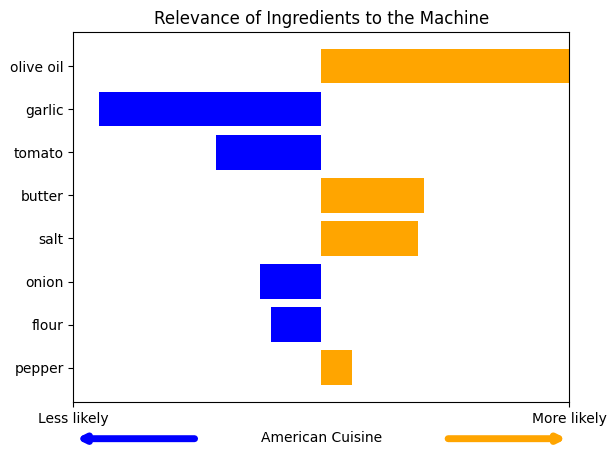 Relevance of Ingredients to the Machine
olive oil
garlic
tomato
butter
salt
onion
flour
pepper
Less likely
More likely
American Cuisine